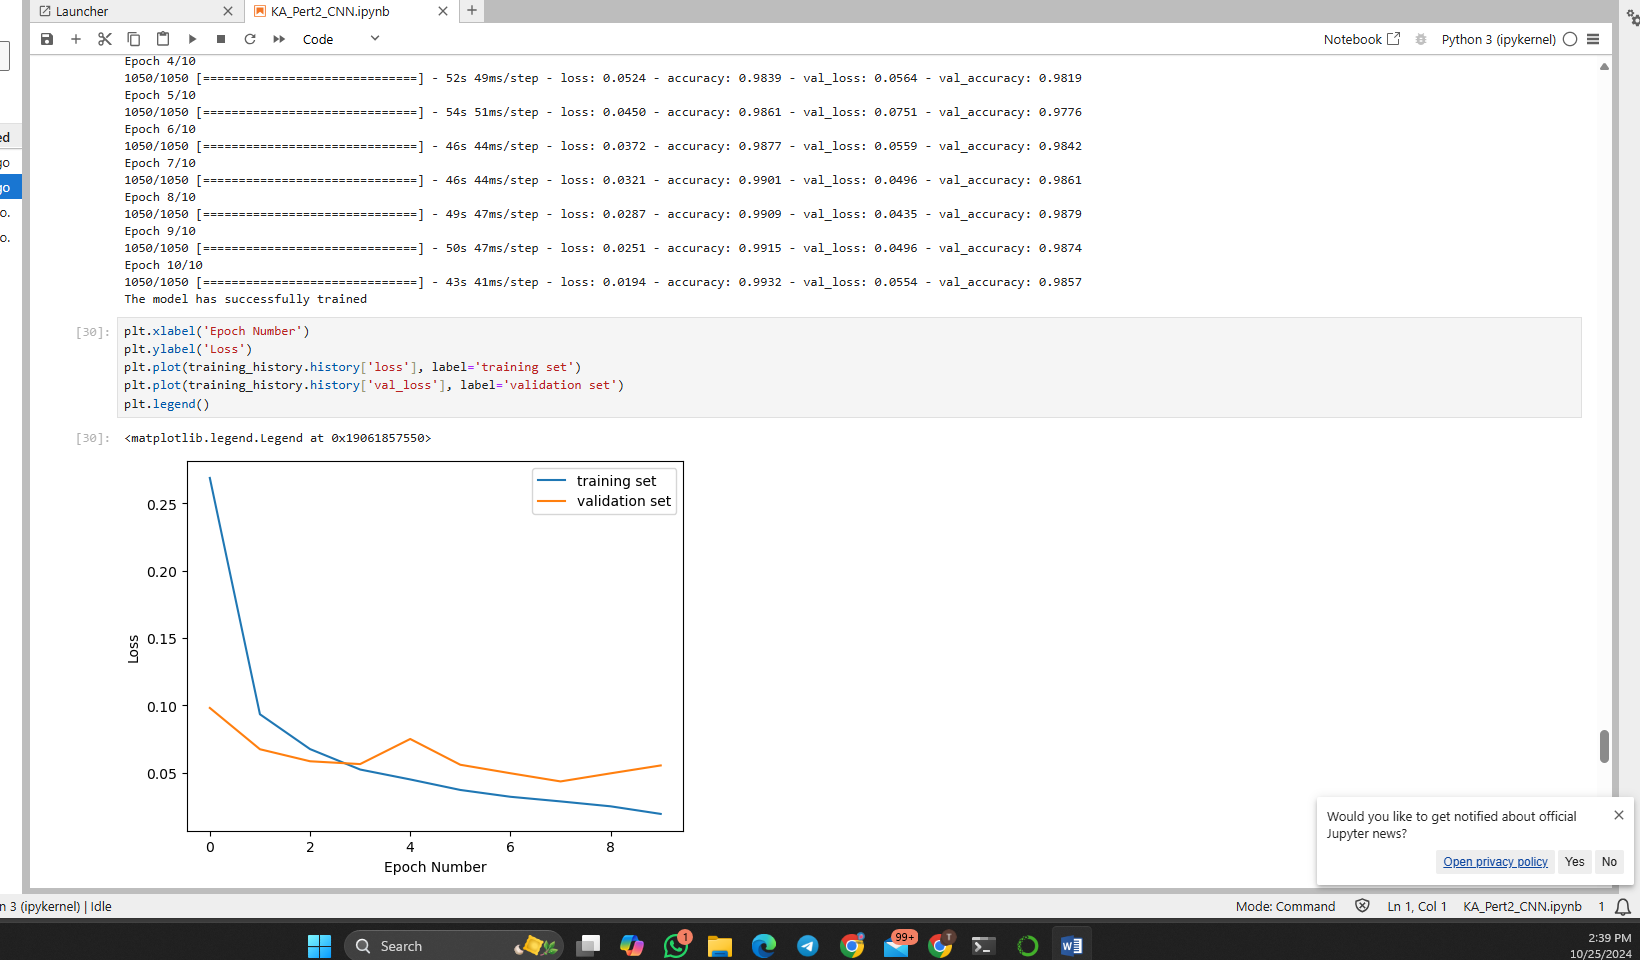 Launcher
KA_Pert2_CNN.ipynb
Code
Notebook
Python 3 (ipykernel)
ed
go
go
o.
o.
Epoch 4/10
1050/1050 [==============================] - 52s 49ms/step - loss: 0.0524 - accuracy: 0.9839 - val_loss: 0.0564 - val_accuracy: 0.9819
Epoch 5/10
1050/1050 [==============================] - 54s 51ms/step - loss: 0.0450 - accuracy: 0.9861 - val_loss: 0.0751 - val_accuracy: 0.9776
Epoch 6/10
1050/1050 [==============================] - 46s 44ms/step - loss: 0.0372 - accuracy: 0.9877 - val_loss: 0.0559 - val_accuracy: 0.9842
Epoch 7/10
1050/1050 [==============================] - 46s 44ms/step - loss: 0.0321 - accuracy: 0.9901 - val_loss: 0.0496 - val_accuracy: 0.9861
Epoch 8/10
1050/1050 [==============================] - 49s 47ms/step - loss: 0.0287 - accuracy: 0.9909 - val_loss: 0.0435 - val_accuracy: 0.9879
Epoch 9/10
1050/1050 [==============================] - 50s 47ms/step - loss: 0.0251 - accuracy: 0.9915 - val_loss: 0.0496 - val_accuracy: 0.9874
Epoch 10/10
1050/1050 [==============================] - 43s 41ms/step - loss: 0.0194 - accuracy: 0.9932 - val_loss: 0.0554 - val_accuracy: 0.9857
The model has successfully trained
[30]: plt.xlabel('Epoch Number')
plt.ylabel('Loss')
plt.plot(training_history.history['loss'], label='training set')
plt.plot(training_history.history['val_loss'], label='validation set')
plt.legend()
[30]: <matplotlib.legend.Legend at 0x19061857550>
training set
validation set
0.25
0.20
0.15
0.10
0.05
Loss
0 2 4 6 8
Epoch Number
Would you like to get notified about official
Jupyter news?
Open privacy policy
Yes
No
n 3 (ipykernel) | Idle
Mode: Command
Ln 1, Col 1
KA_Pert2_CNN.ipynb
1
Search
1
99+
T
2:39 PM
10/25/2024